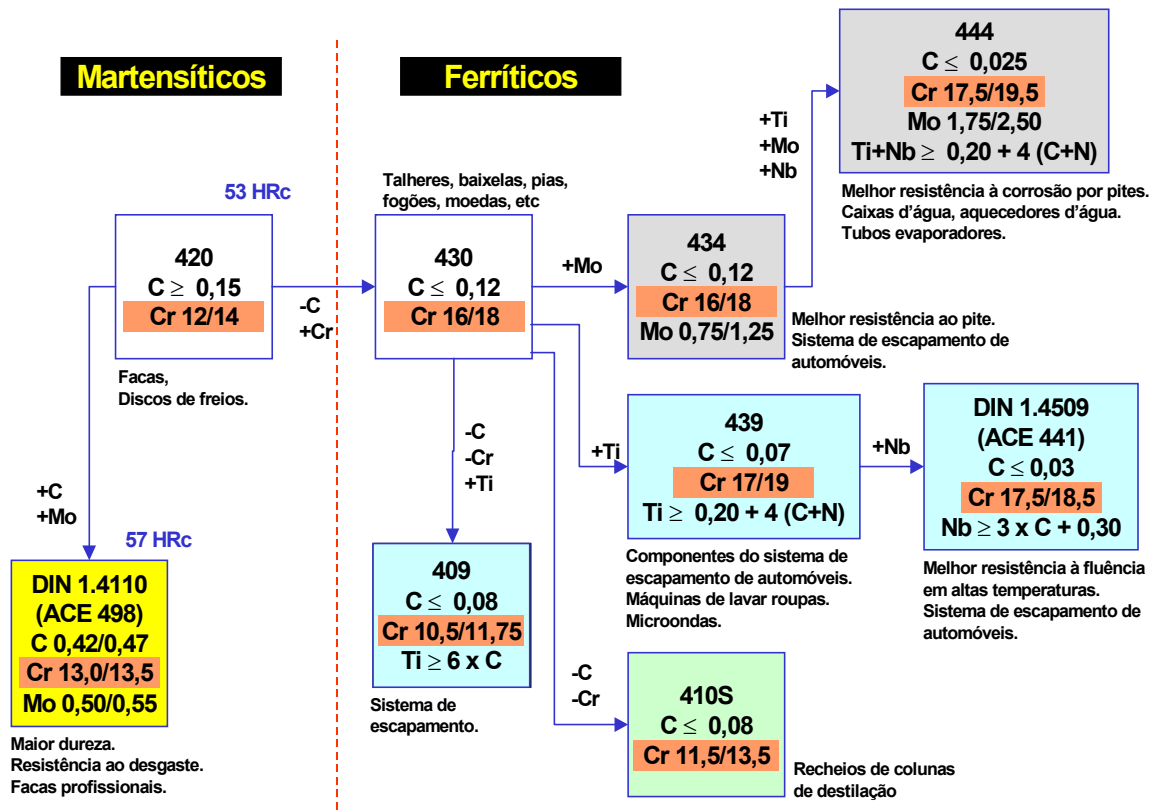 Martensíticos
Ferríticos
53 HRc
420
C ≥ 0,15
Cr 12/14
Facas,
Discos de freios.
-C
+Cr
+C
+Mo
57 HRc
DIN 1.4110
(ACE 498)
C 0,42/0,47
Cr 13,0/13,5
Mo 0,50/0,55
Maior dureza.
Resistência ao desgaste.
Facas profissionais.
Talheres, baixelas, pias,
fogões, moedas, etc
430
C ≤ 0,12
Cr 16/18
+Mo
434
C ≤ 0,12
Cr 16/18
Mo 0,75/1,25
Melhor resistência ao pite.
Sistema de escapamento de
automóveis.
+Ti
+Mo
+Nb
444
C ≤ 0,025
Cr 17,5/19,5
Mo 1,75/2,50
Ti+Nb ≥ 0,20 + 4 (C+N)
Melhor resistência à corrosão por pites.
Caixas d’água, aquecedores d’água.
Tubos evaporadores.
+Ti
439
C ≤ 0,07
Cr 17/19
Ti ≥ 0,20 + 4 (C+N)
Componentes do sistema de
escapamento de automóveis.
Máquinas de lavar roupas.
Microondas.
+Nb
DIN 1.4509
(ACE 441)
C ≤ 0,03
Cr 17,5/18,5
Nb ≥ 3 x C + 0,30
Melhor resistência à fluência
em altas temperaturas.
Sistema de escapamento de
automóveis.
-C
-Cr
+Ti
409
C ≤ 0,08
Cr 10,5/11,75
Ti ≥ 6 x C
Sistema de
escapamento.
-C
-Cr
410S
C ≤ 0,08
Cr 11,5/13,5
Recheios de colunas
de destilação